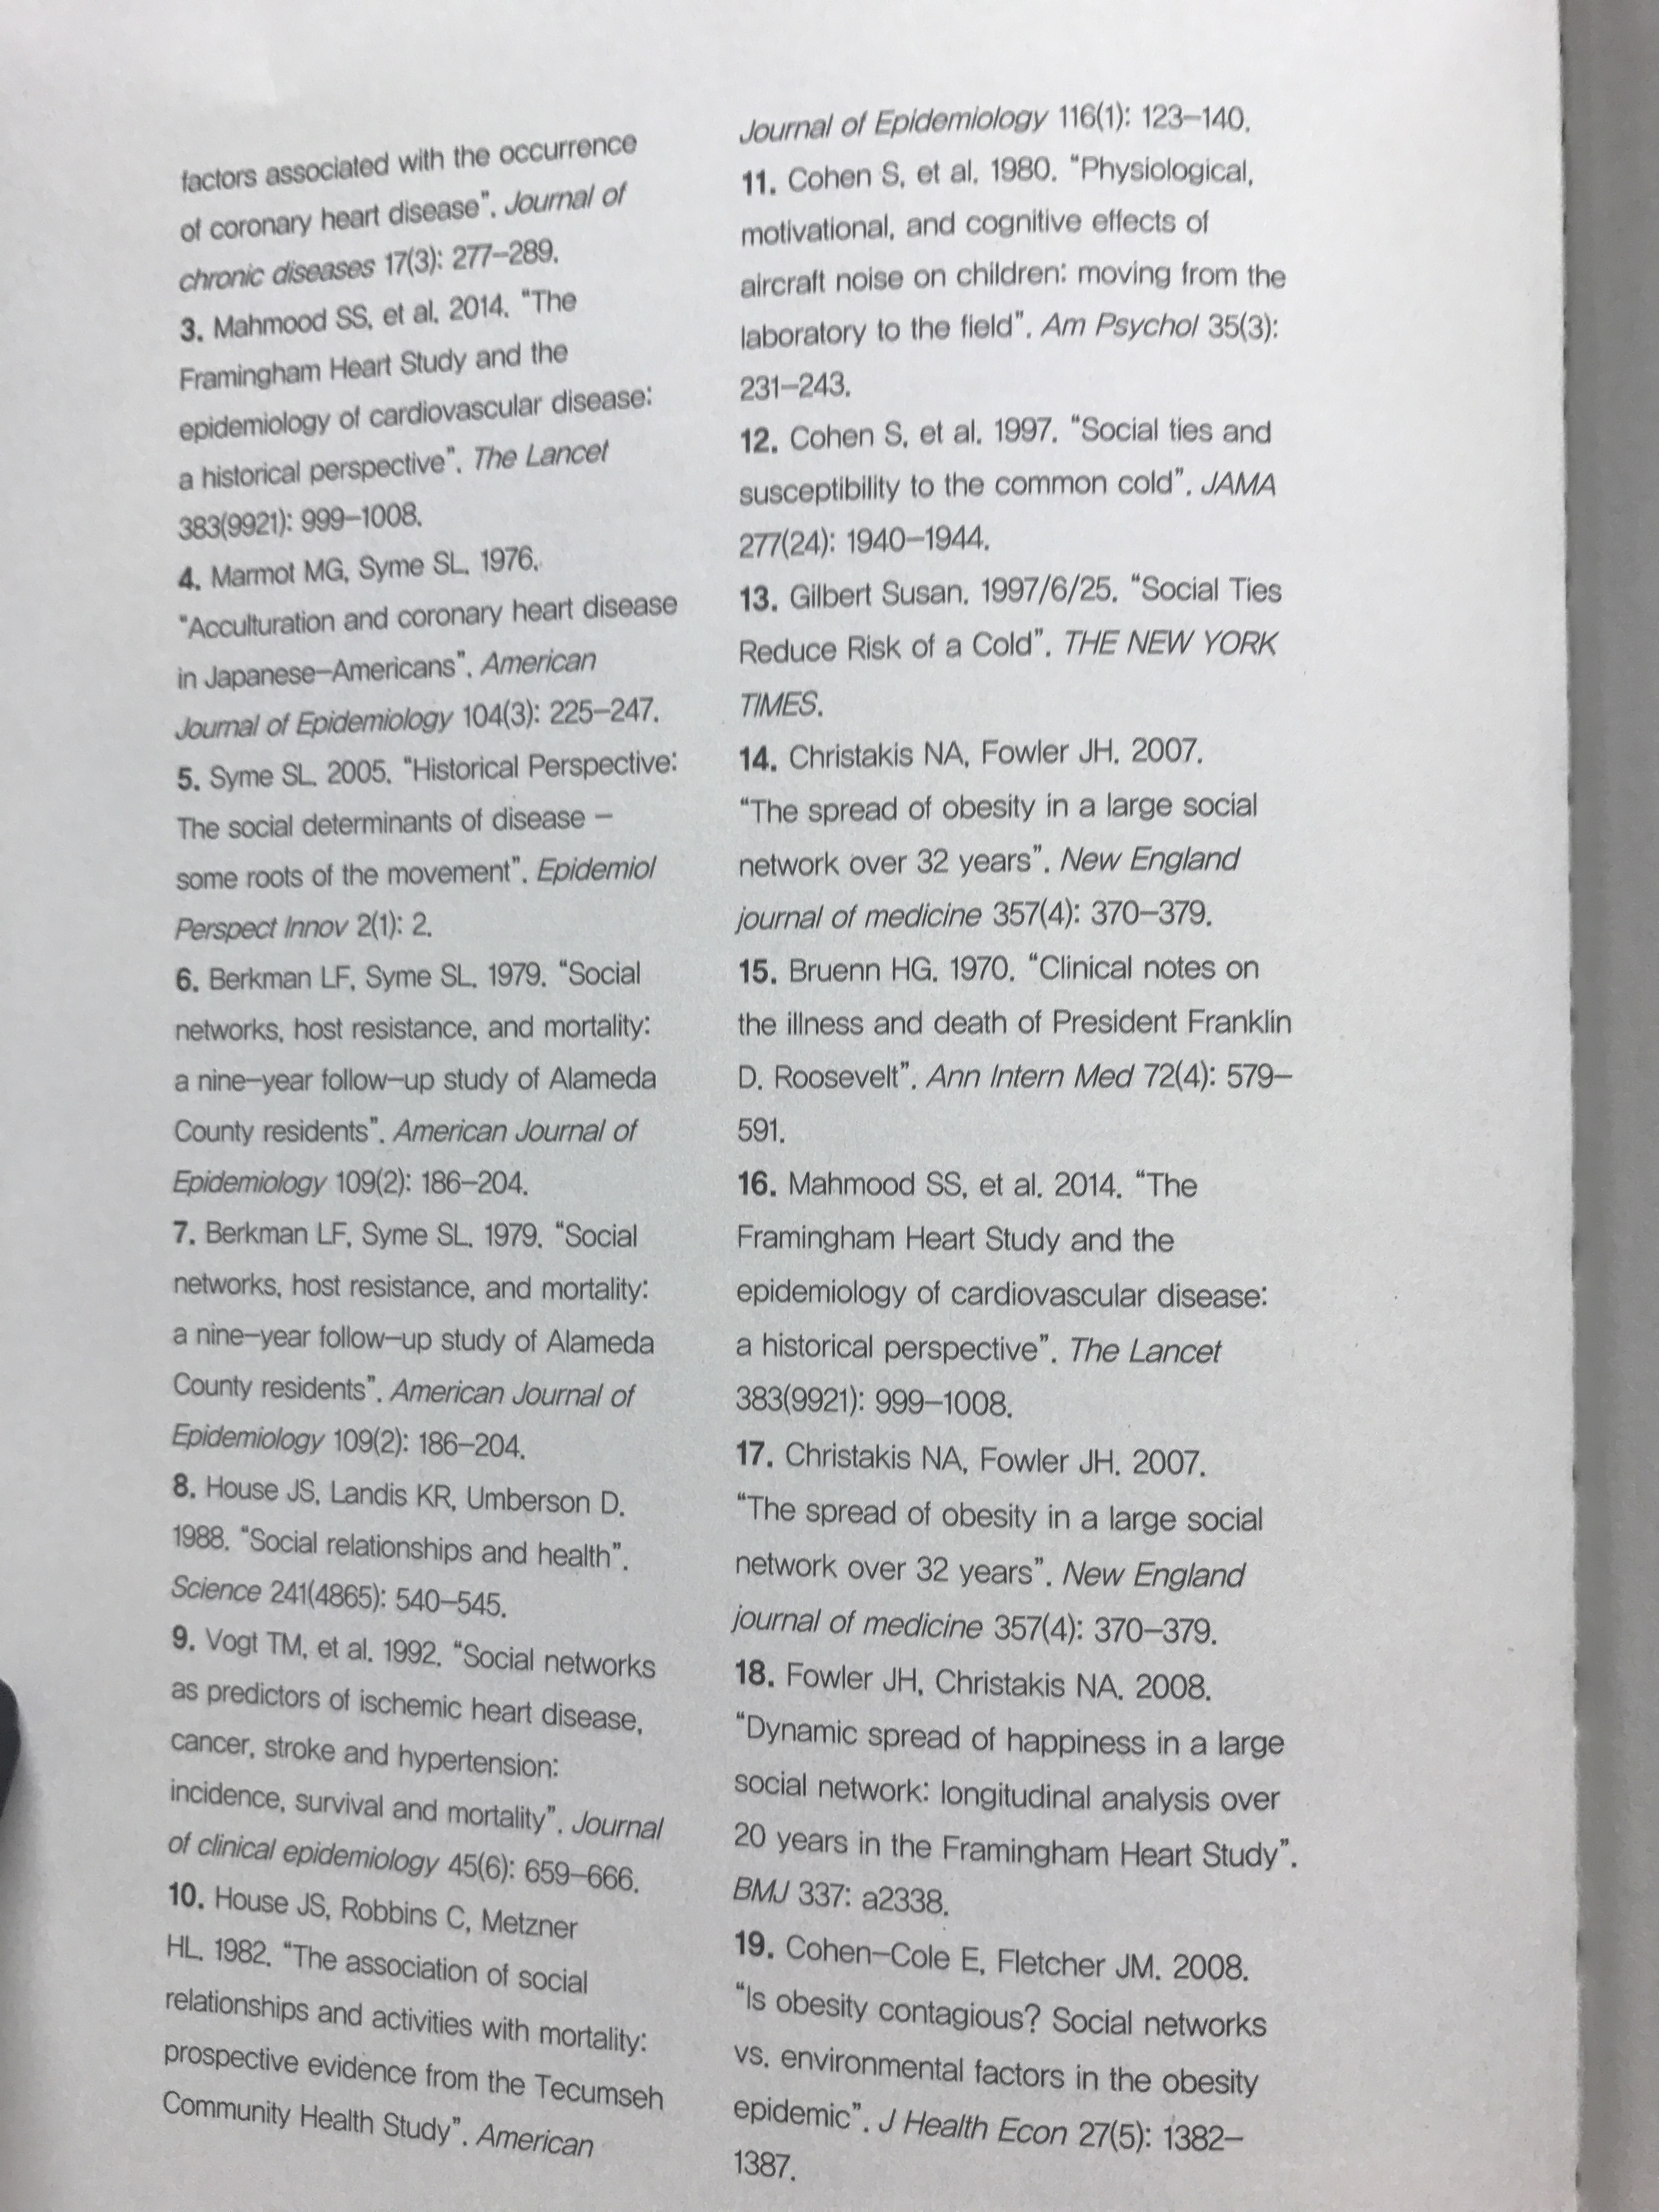 factors associated with the occurrence
of coronary heart disease". Journal of
chronic diseases 17(3): 277–289.
3. Mahmood SS, et al. 2014. “The
Framingham Heart Study and the
epidemiology of cardiovascular disease:
a historical perspective”. The Lancet
383(9921): 999–1008.
4. Marmot MG, Syme SL. 1976.
“Acculturation and coronary heart disease
in Japanese–Americans”. American
Journal of Epidemiology 104(3): 225–247.
5. Syme SL. 2005. “Historical Perspective:
The social determinants of disease –
some roots of the movement”. Epidemiol
Perspect Innov 2(1): 2.
6. Berkman LF, Syme SL. 1979. “Social
networks, host resistance, and mortality:
a nine–year follow–up study of Alameda
County residents”. American Journal of
Epidemiology 109(2): 186–204.
7. Berkman LF, Syme SL. 1979. “Social
networks, host resistance, and mortality:
a nine–year follow–up study of Alameda
County residents”. American Journal of
Epidemiology 109(2): 186–204.
8. House JS, Landis KR, Umberson D.
1988. “Social relationships and health”.
Science 241(4865): 540–545.
9. Vogt TM, et al. 1992. “Social networks
as predictors of ischemic heart disease,
cancer, stroke and hypertension:
incidence, survival and mortality”. Journal
of clinical epidemiology 45(6): 659–666.
10. House JS, Robbins C, Metzner
HL. 1982. “The association of social
relationships and activities with mortality:
prospective evidence from the Tecumseh
Community Health Study”. American
Journal of Epidemiology 116(1): 123–140.
11. Cohen S, et al. 1980. “Physiological,
motivational, and cognitive effects of
aircraft noise on children: moving from the
laboratory to the field”. Am Psychol 35(3):
231–243.
12. Cohen S, et al. 1997. “Social ties and
susceptibility to the common cold”. JAMA
277(24): 1940–1944.
13. Gilbert Susan. 1997/6/25. “Social Ties
Reduce Risk of a Cold”. THE NEW YORK
TIMES.
14. Christakis NA, Fowler JH. 2007.
“The spread of obesity in a large social
network over 32 years”. New England
journal of medicine 357(4): 370–379.
15. Bruenn HG. 1970. “Clinical notes on
the illness and death of President Franklin
D. Roosevelt”. Ann Intern Med 72(4): 579–
591.
16. Mahmood SS, et al. 2014. “The
Framingham Heart Study and the
epidemiology of cardiovascular disease:
a historical perspective”. The Lancet
383(9921): 999–1008.
17. Christakis NA, Fowler JH. 2007.
“The spread of obesity in a large social
network over 32 years”. New England
journal of medicine 357(4): 370–379.
18. Fowler JH, Christakis NA. 2008.
“Dynamic spread of happiness in a large
social network: longitudinal analysis over
20 years in the Framingham Heart Study”.
BMJ 337: a2338.
19. Cohen–Cole E, Fletcher JM. 2008.
“Is obesity contagious? Social networks
vs. environmental factors in the obesity
epidemic”. J Health Econ 27(5): 1382–
1387.